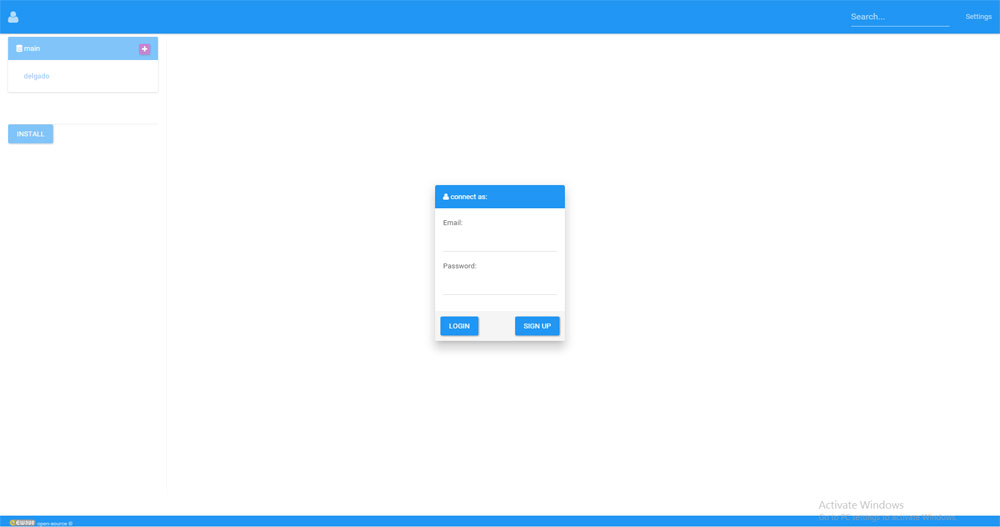 Search...
Settings
main
delgado
INSTALL
connect as:
Email:
Password:
LOGIN
SIGN UP
Activate Windows
Go to PC settings to activate Windows.
open-source ©